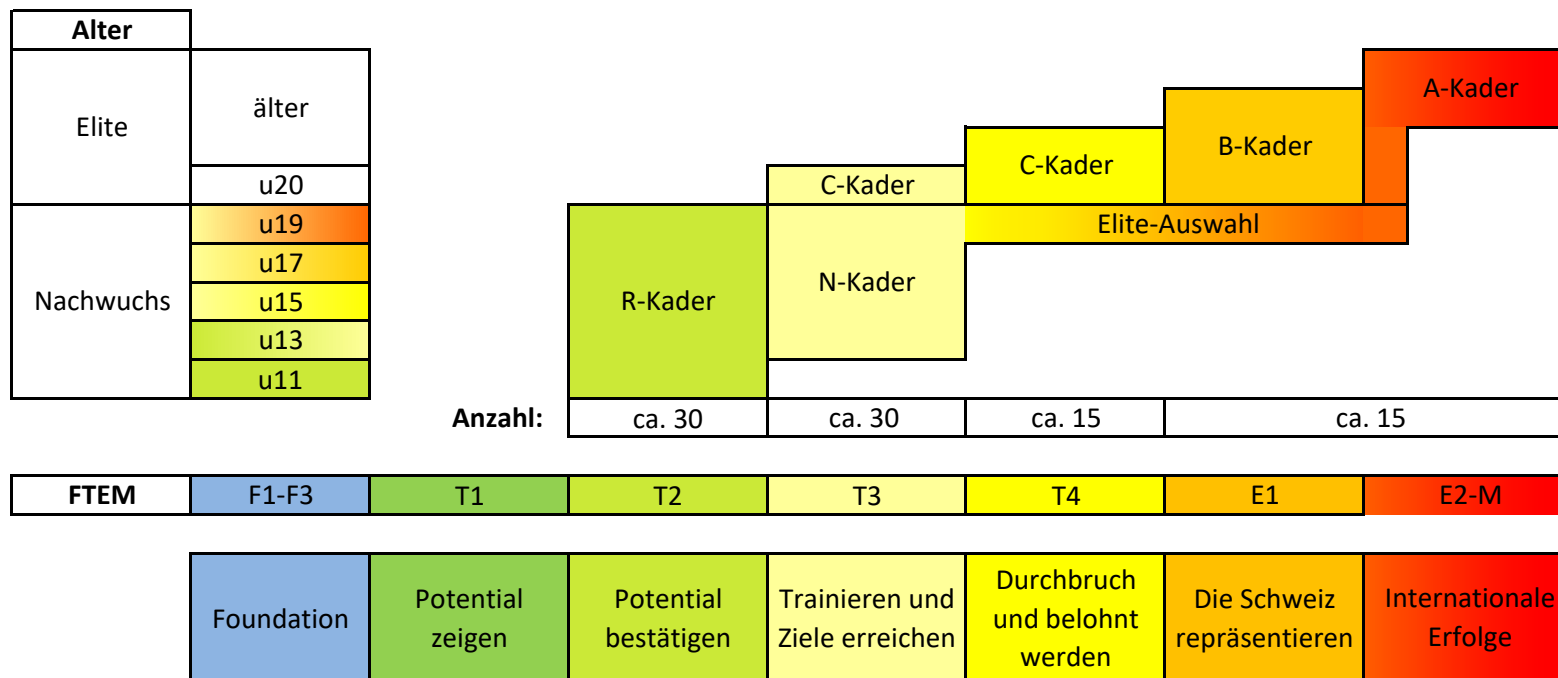 Alter
Elite
älter
u20
Nachwuchs
u19
u17
u15
u13
u11
R-Kader
C-Kader
N-Kader
C-Kader
B-Kader
A-Kader
Elite-Auswahl
Anzahl:
ca. 30
ca. 30
ca. 15
ca. 15
FTEM
F1-F3
T1
T2
T3
T4
E1
E2-M
Foundation
Potential
zeigen
Potential
bestätigen
Trainieren und
Ziele erreichen
Durchbruch
und belohnt
werden
Die Schweiz
repräsentieren
Internationale
Erfolge